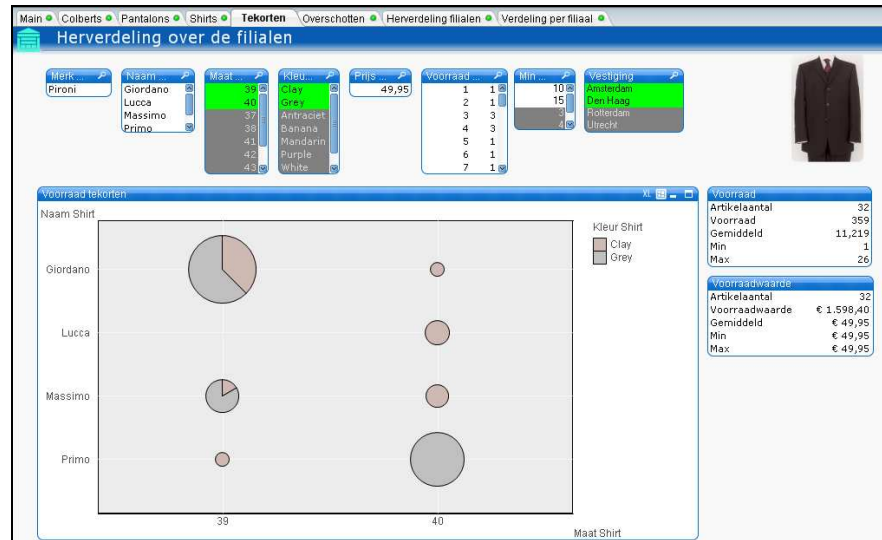 Main Colberts Pantalons Shirts Tekorten Overschotten Herverdeling filialen Verdeling per filiaal
Herverdeling over de filialen
Merk ...
Pironi
Naam ...
Giordano
Lucca
Massimo
Primo
Maat ...
39
40
37
38
41
42
43
Kleu...
Clay
Grey
Antraciet
Banana
Mandarin
Purple
White
Prijs ...
49,95
Voorraad ...
1 1
2 1
3 3
4 3
5 1
6 1
7 1
Min ...
10
15
3
4
Vestiging
Amsterdam
Den Haag
Rotterdam
Utrecht
Voorraad tekorten XL
Naam Shirt
Giordano
Lucca
Massimo
Primo
39 40
Maat Shirt
Kleur Shirt
Clay
Grey
Voorraad
Artikelaantal 32
Voorraad 359
Gemiddeld 11,219
Min 1
Max 26
Voorraadwaarde
Artikelaantal 32
Voorraadwaarde € 1.598,40
Gemiddeld € 49,95
Min € 49,95
Max € 49,95